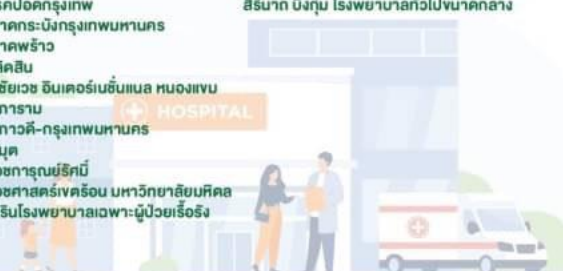 รคปอดกรุงเทพ
าดกระบังกรุงเทพมหานคร
าดพร้าว
ลิดสิน
ชัยเวช อินเตอร์เนชั่นแนล หนองแขม
การาม
ภาวดี-กรุงเทพมหานคร
มุต
วชการุณย์รัศมิ์
วชศาสตร์เขตร้อน มหาวิทยาลัยมหิดล
รินโรงพยาบาลเฉพาะผู้ป่วยเรื้อรัง
สิรินาถ บึงกุ่ม โรงพยาบาลทั่วไปขนาดกลาง
HOSPITAL